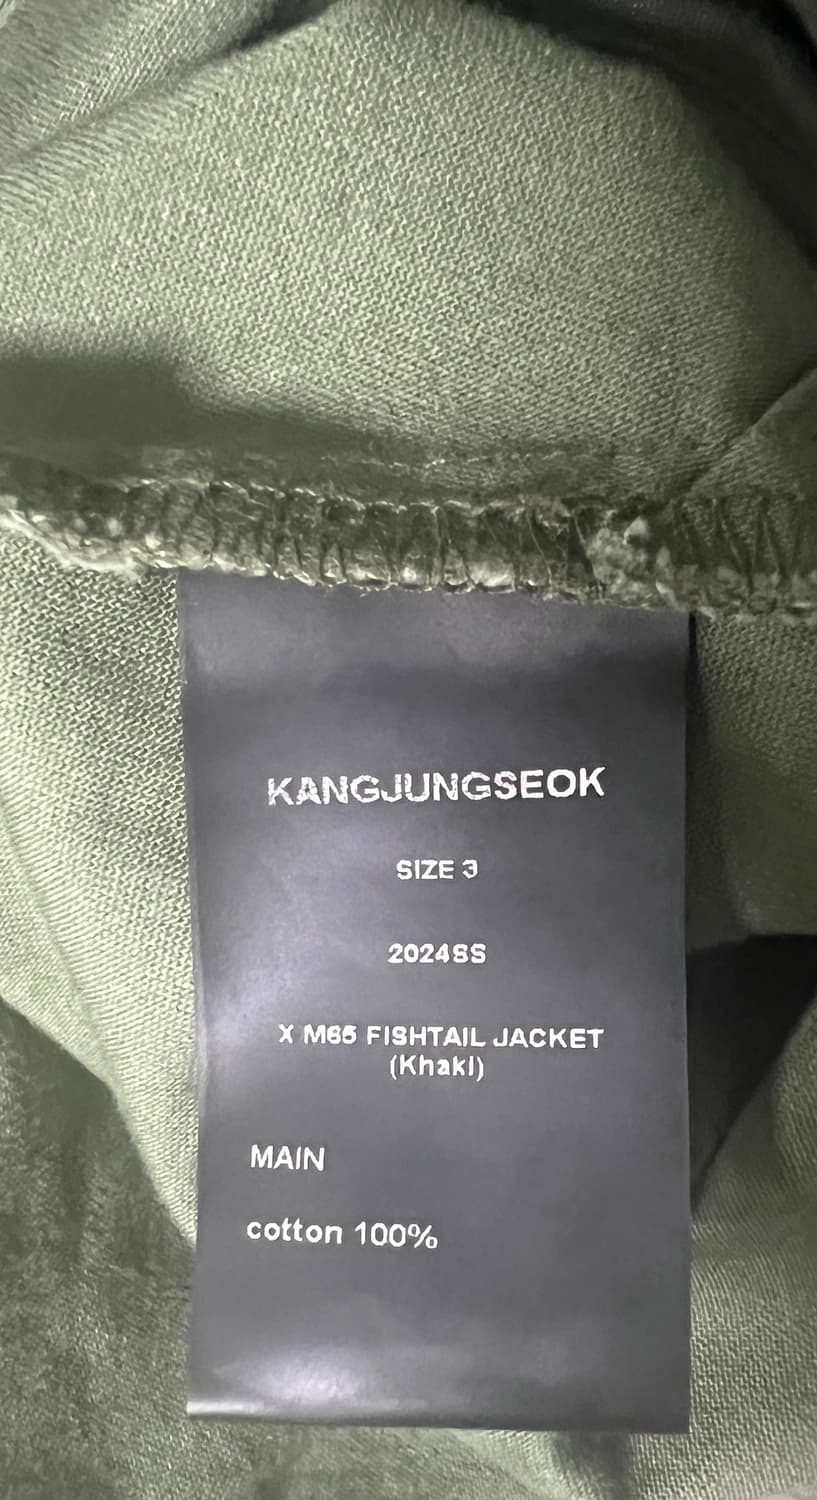 KANGJUNGSEOK
SIZE 3
2024SS
X M65 FISHTAIL JACKET
(Khaki)
MAIN
cotton 100%